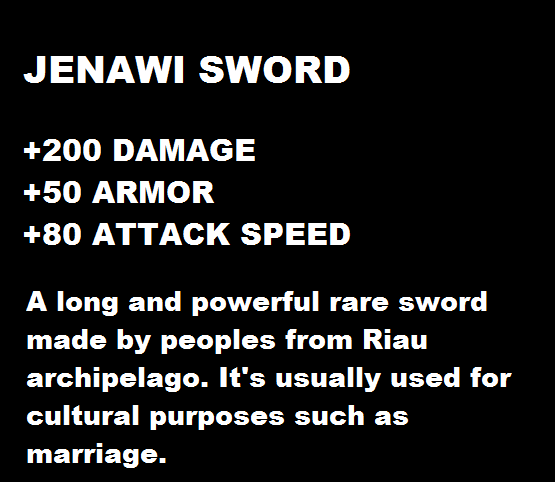 JENAWI SWORD
+200 DAMAGE
+50 ARMOR
+80 ATTACK SPEED
A long and powerful rare sword
made by peoples from Riau
archipelago. It's usually used for
cultural purposes such as
marriage.